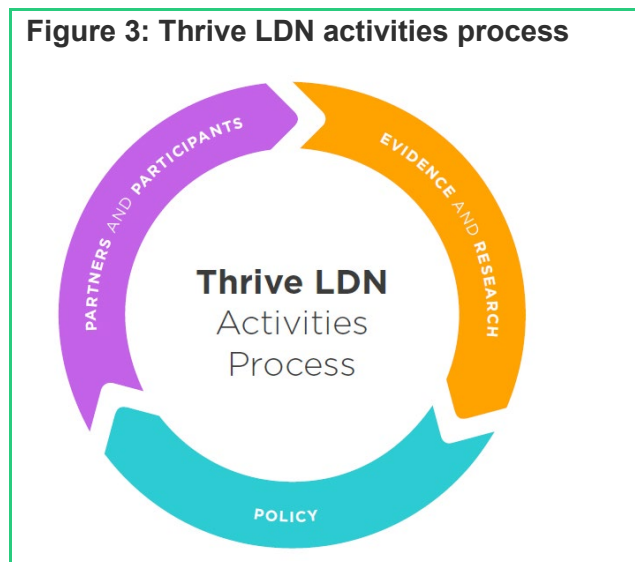 Figure 3: Thrive LDN activities process
PARTNERS AND PARTICIPANTS
EVIDENCE AND RESEARCH
Thrive LDN
Activities
Process
POLICY